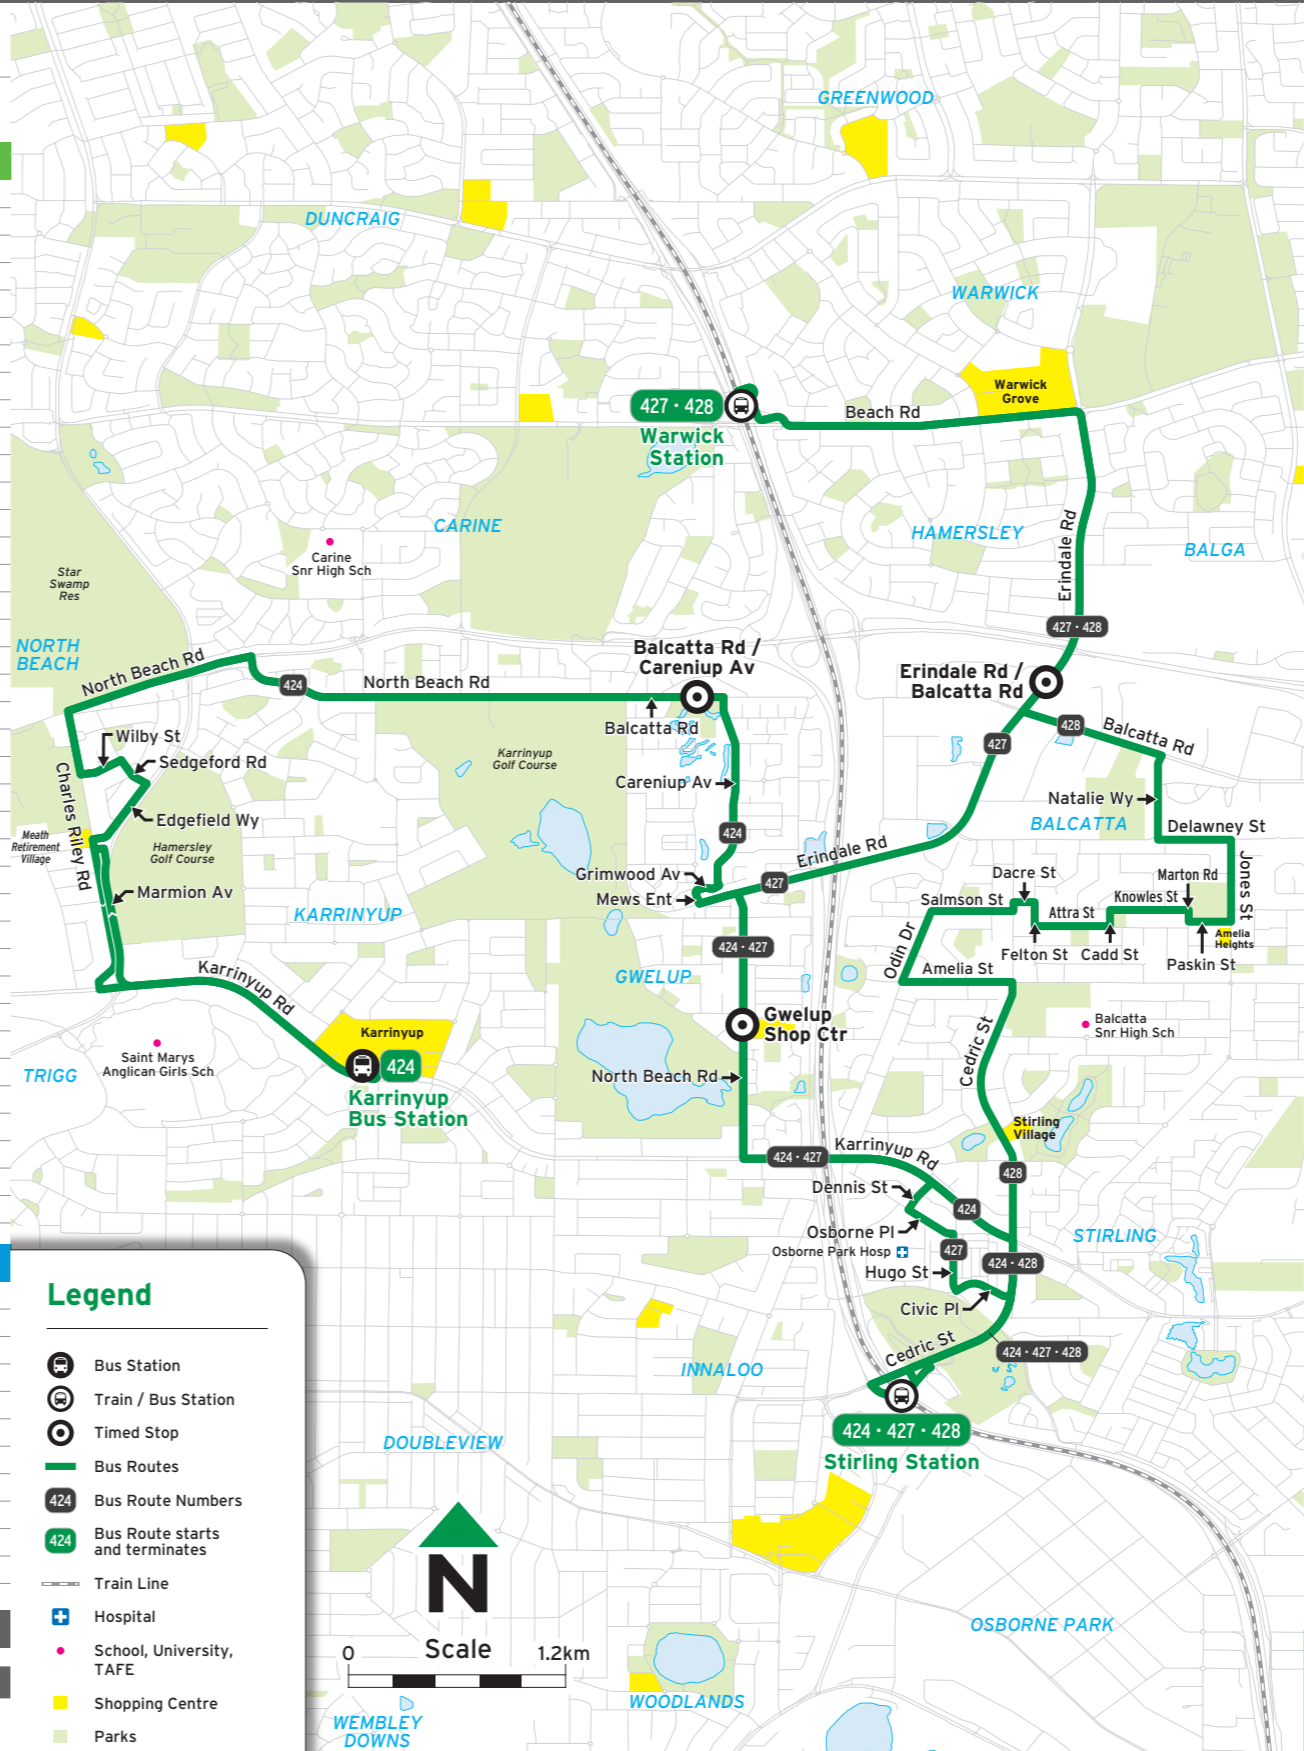 GREENWOOD
DUNCRAIG
WARWICK
Warwick
Grove
427 · 428
Warwick
Station
Beach Rd
CARINE
HAMERSLEY
BALGA
Erindale Rd
Carine
Snr High Sch
Star
Swamp
Res
427 · 428
NORTH
BEACH
North Beach Rd
424
North Beach Rd
Balcatta Rd /
Careniup Av
Erindale Rd /
Balcatta Rd
Balcatta Rd
428
Balcatta Rd
427
Wilby St
Sedgeford Rd
Karrinyup
Golf Course
Careniup Av
Charles Riley Rd
Edgefield Wy
Natalie Wy
BALCATTA
Delawney St
Meath
Retirement
Village
Hamersley
Golf Course
424
Erindale Rd
Jones St
Marmion Av
Grimwood Av
Mews Ent
427
Dacre St
Marton Rd
Salmson St
Knowles St
Attra St
KARRINYUP
424 · 427
Odin Dr
Felton St
Cadd St
Amelia
Heights
Paskin St
Amelia St
Karrinyup Rd
GWELUP
Gwelup
Shop Ctr
Karrinyup
Cedric St
Balcatta
Snr High Sch
Saint Marys
Anglican Girls Sch
TRIGG
424
Karrinyup
Bus Station
North Beach Rd
Stirling
Village
424 · 427
Karrinyup Rd
428
Dennis St
424
Osborne Pl
Osborne Park Hosp
427
STIRLING
424 · 428
Hugo St
Civic Pl
Cedric St
424 · 427 · 428
INNALOO
424 · 427 · 428
Stirling Station
DOUBLEVIEW
OSBORNE PARK
WOODLANDS
WEMBLEY
DOWNS
N
Scale
0
1.2km
Legend
Bus Station
Train / Bus Station
Timed Stop
Bus Routes
424
Bus Route Numbers
424
Bus Route starts
and terminates
Train Line
Hospital
School, University,
TAFE
Shopping Centre
Parks